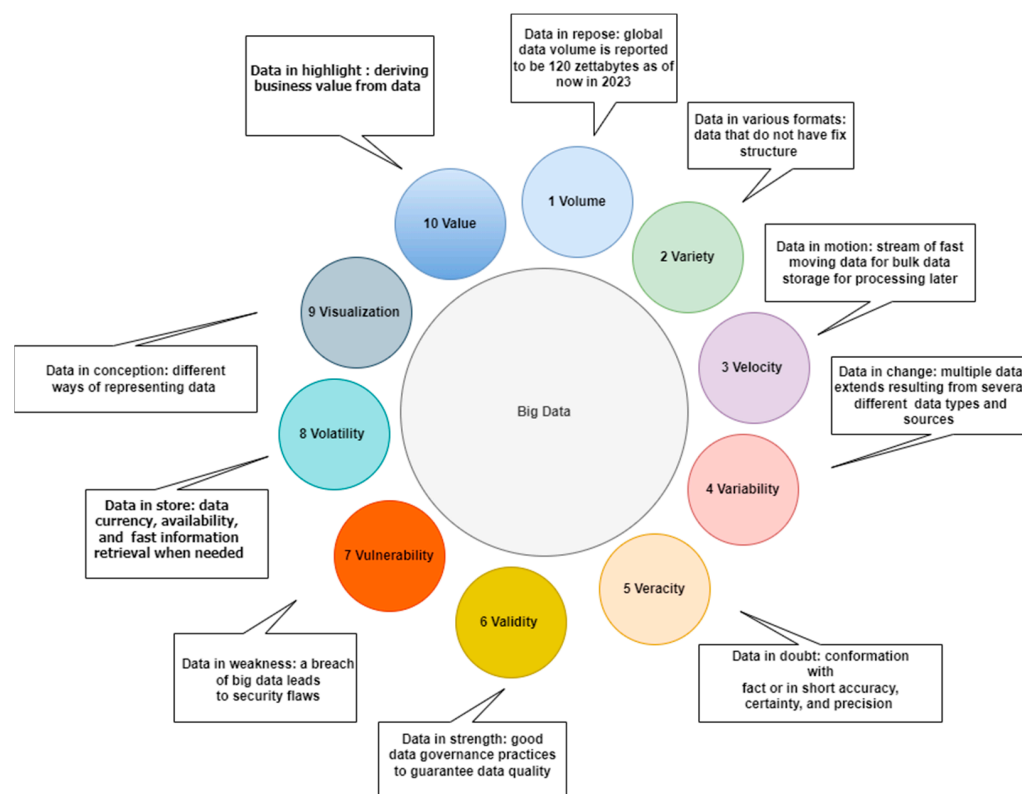 Data in repose: global
data volume is reported
to be 120 zettabytes as of
now in 2023
Data in highlight : deriving
business value from data
Data in various formats:
data that do not have fix
structure
1 Volume
10 Value
2 Variety
Data in motion: stream of fast
moving data for bulk data
storage for processing later
9 Visualization
3 Velocity
Data in conception: different
ways of representing data
Data in change: multiple data
extends resulting from severa
different data types and
sources
Big Data
8 Volatility
4 Variability
Data in store: data
currency, availability,
and fast information
retrieval when needed
7 Vulnerability
5 Veracity
6 Validity
Data in weakness: a breach
of big data leads
to security flaws
Data in doubt: conformation
with
fact or in short accuracy,
certainty, and precision
Data in strength: good
data governance practices
to guarantee data quality